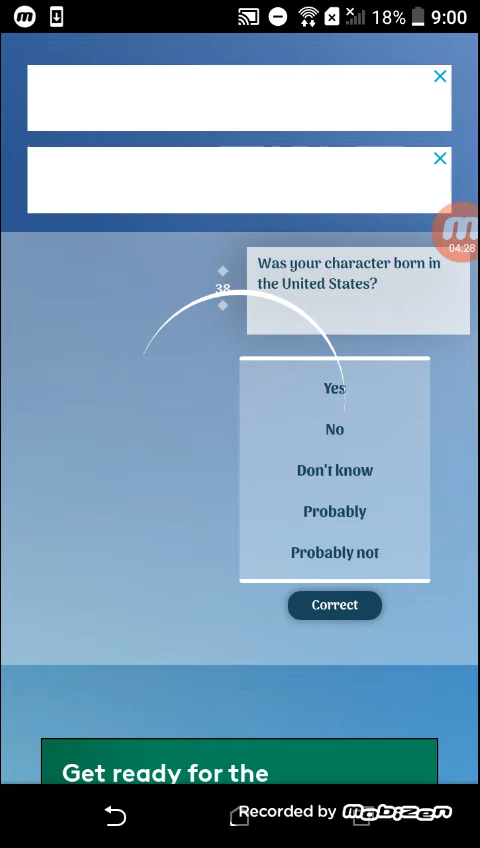 18% 9:00
04:28
Was your character born in
the United States?
38
Yes
No
Don't know
Probably
Probably not
Correct
Get ready for the
Recorded by Mobizen